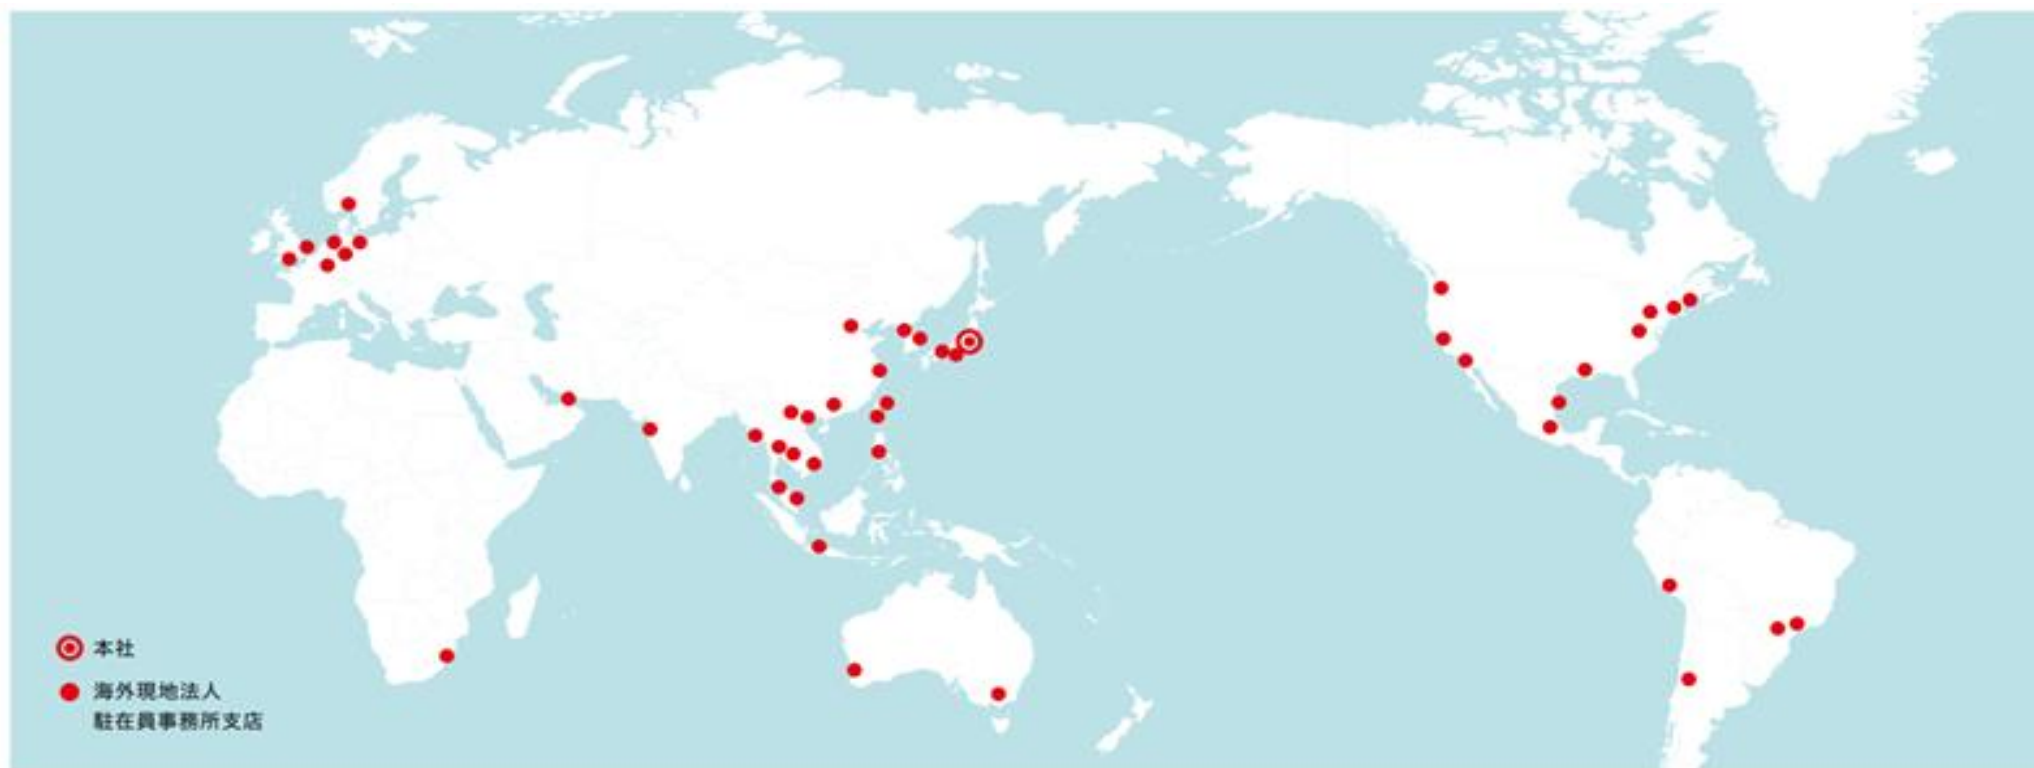 本社
海外現地法人
駐在員事務所支店